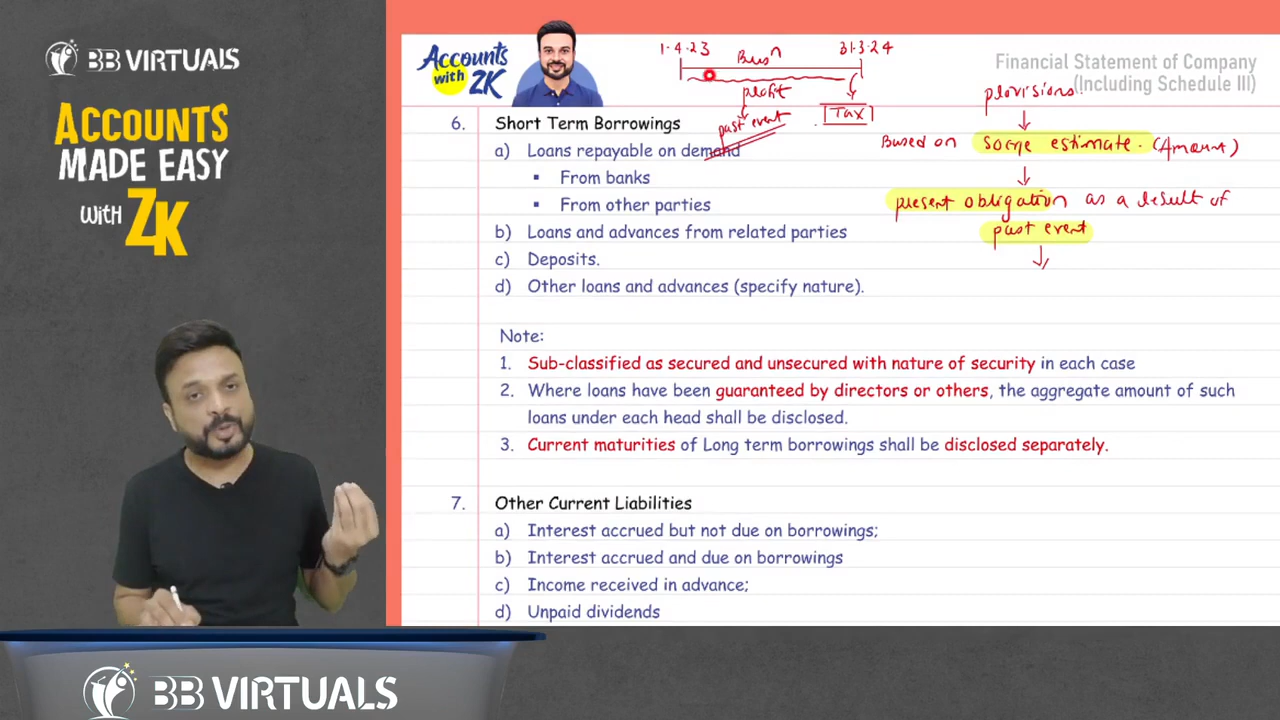 BB VIRTUALS
ACCOUNTS
MADE EASY
WITH ZK
Accounts
with ZK
1.4.23 Busn 31.3.24
profit
past event
Tax
Financial Statement of Company
(Including Schedule III)
provisions.
Based on some estimate. (Amount)
present obligation as a result of
past event
6. Short Term Borrowings
a) Loans repayable on demand
▪ From banks
▪ From other parties
b) Loans and advances from related parties
c) Deposits.
d) Other loans and advances (specify nature).
Note:
1. Sub-classified as secured and unsecured with nature of security in each case
2. Where loans have been guaranteed by directors or others, the aggregate amount of such
loans under each head shall be disclosed.
3. Current maturities of Long term borrowings shall be disclosed separately.
7. Other Current Liabilities
a) Interest accrued but not due on borrowings;
b) Interest accrued and due on borrowings
c) Income received in advance;
d) Unpaid dividends
BB VIRTUALS